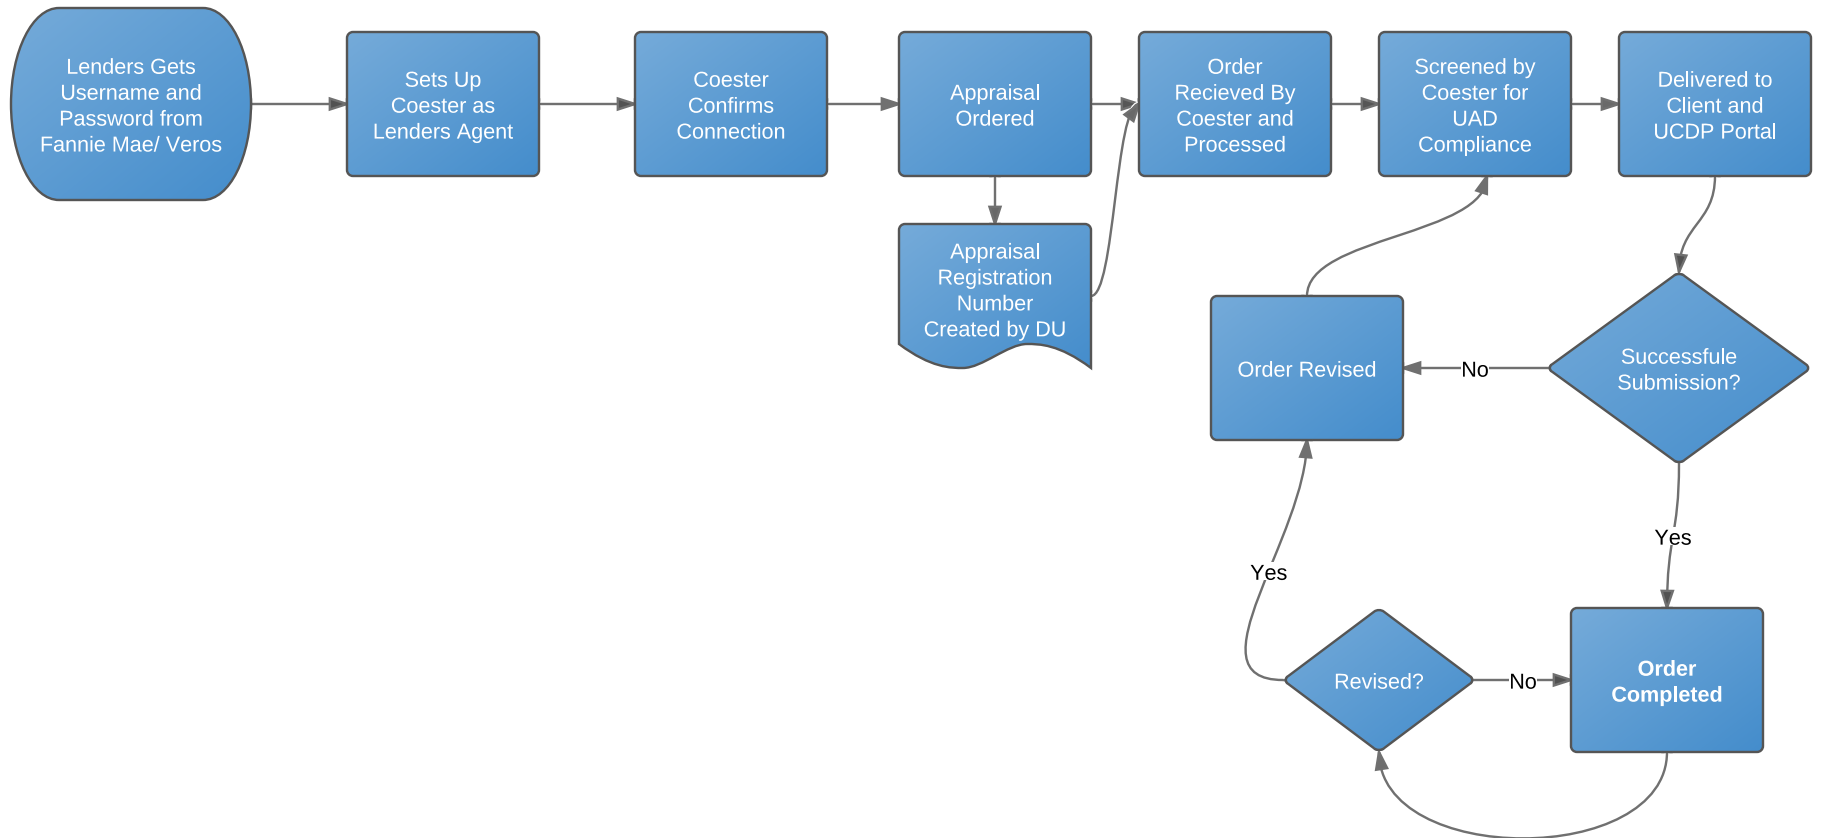 Lenders Gets
Username and
Password from
Fannie Mae/ Veros
Sets Up
Coester as
Lenders Agent
Coester
Confirms
Connection
Appraisal
Ordered
Order
Recieved By
Coester and
Processed
Screened by
Coester for
UAD
Compliance
Delivered to
Client and
UCDP Portal
Appraisal
Registration
Number
Created by DU
Order Revised
No
Successfule
Submission?
Yes
Yes
Revised?
No
Order
Completed